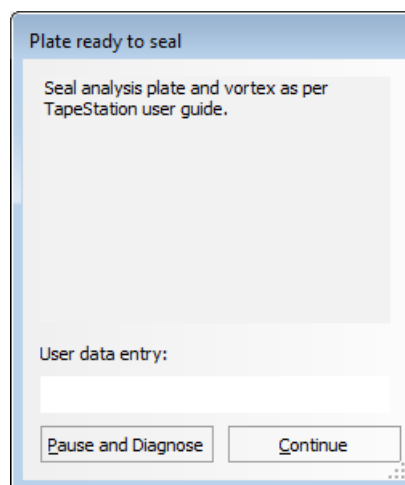 Plate ready to seal
Seal analysis plate and vortex as per
TapeStation user guide.
User data entry:
Pause and Diagnose
Continue